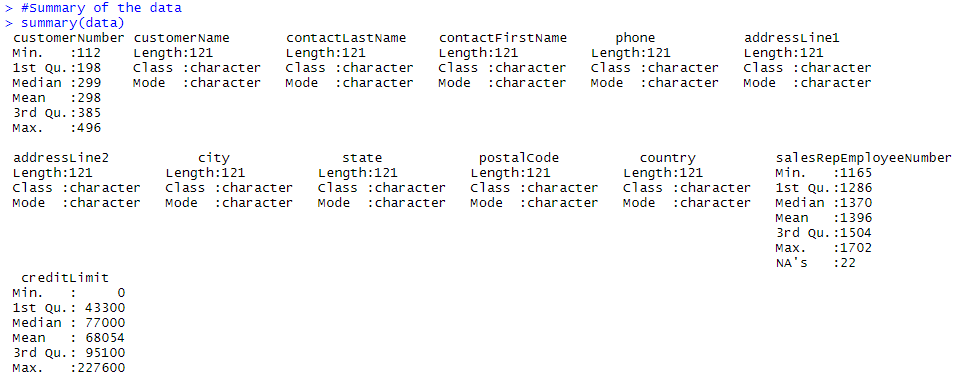 > #Summary of the data
> summary(data)
customerNumber customerName contactLastName contactFirstName phone addressLine1
Min. :112 Length:121 Length:121 Length:121 Length:121 Length:121
1st Qu.:198 Class :character Class :character Class :character Class :character Class :character
Median :299 Mode :character Mode :character Mode :character Mode :character Mode :character
Mean :298
3rd Qu.:385
Max. :496
addressLine2 city state postalCode country salesRepEmployeeNumber
Length:121 Length:121 Length:121 Length:121 Length:121 Min. :1165
Class :character Class :character Class :character Class :character Class :character 1st Qu.:1286
Mode :character Mode :character Mode :character Mode :character Mode :character Median :1370
Mean :1396
3rd Qu.:1504
Max. :1702
NA's :22
creditLimit
Min. : 0
1st Qu.: 43300
Median : 77000
Mean : 68054
3rd Qu.: 95100
Max. :227600